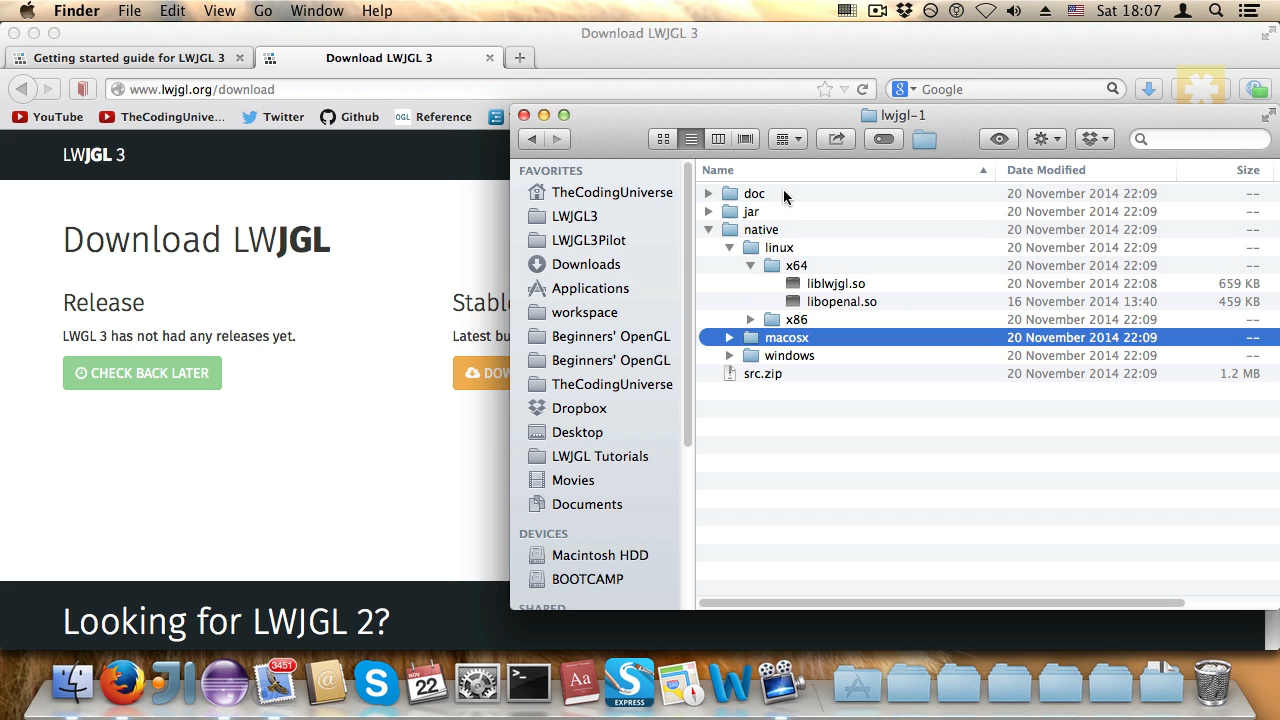 Finder File Edit View Go Window Help Sat 18:07
Download LWJGL 3
Getting started guide for LWJGL 3 Download LWJGL 3
www.lwjgl.org/download Google
YouTube TheCodingUnive... Twitter Github OGL Reference
LWJGL 3
Download LWJGL
Release
LWGL 3 has not had any releases yet.
CHECK BACK LATER
Stab
Latest bu
DOW
Looking for LWJGL 2?
lwjgl-1
FAVORITES
TheCodingUniverse
LWJGL3
LWJGL3Pilot
Downloads
Applications
workspace
Beginners' OpenGL
Beginners' OpenGL
TheCodingUniverse
Dropbox
Desktop
LWJGL Tutorials
Movies
Documents
DEVICES
Macintosh HDD
BOOTCAMP
SHARED
Name Date Modified Size
doc 20 November 2014 22:09 --
jar 20 November 2014 22:09 --
native 20 November 2014 22:09 --
linux 20 November 2014 22:09 --
x64 20 November 2014 22:09 --
liblwjgl.so 20 November 2014 22:08 659 KB
libopenal.so 16 November 2014 13:40 459 KB
x86 20 November 2014 22:09 --
macosx 20 November 2014 22:09 --
windows 20 November 2014 22:09 --
src.zip 20 November 2014 22:09 1.2 MB
3451
22
EXPRESS